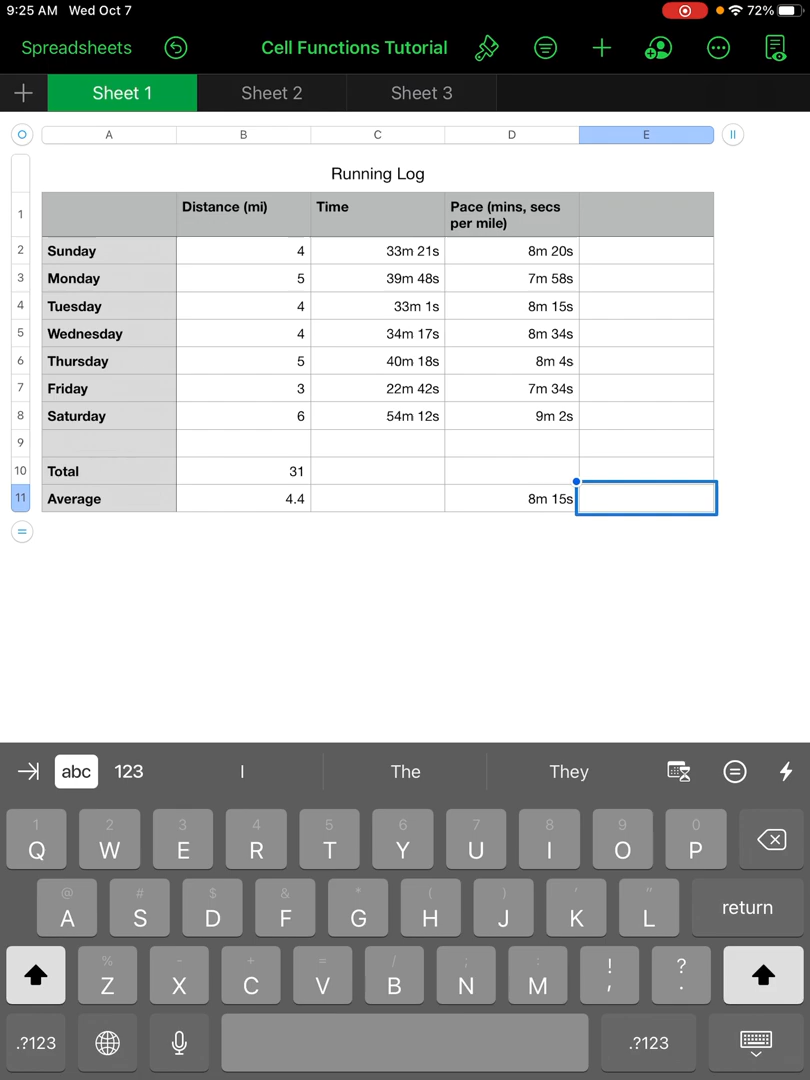 9:25 AM Wed Oct 7 72%
Spreadsheets Cell Functions Tutorial
Sheet 1 Sheet 2 Sheet 3
A B C D E
Running Log
1 Distance (mi) Time Pace (mins, secs
per mile)
2 Sunday 4 33m 21s 8m 20s
3 Monday 5 39m 48s 7m 58s
4 Tuesday 4 33m 1s 8m 15s
5 Wednesday 4 34m 17s 8m 34s
6 Thursday 5 40m 18s 8m 4s
7 Friday 3 22m 42s 7m 34s
8 Saturday 6 54m 12s 9m 2s
9
10 Total 31
11 Average 4.4 8m 15s
abc 123 I The They
1 2 3 4 5 6 7 8 9 0
Q W E R T Y U I O P
@ # $ & * ( ) ' "
A S D F G H J K L return
% - + = / ; : ! ?
Z X C V B N M , .
.?123 .?123